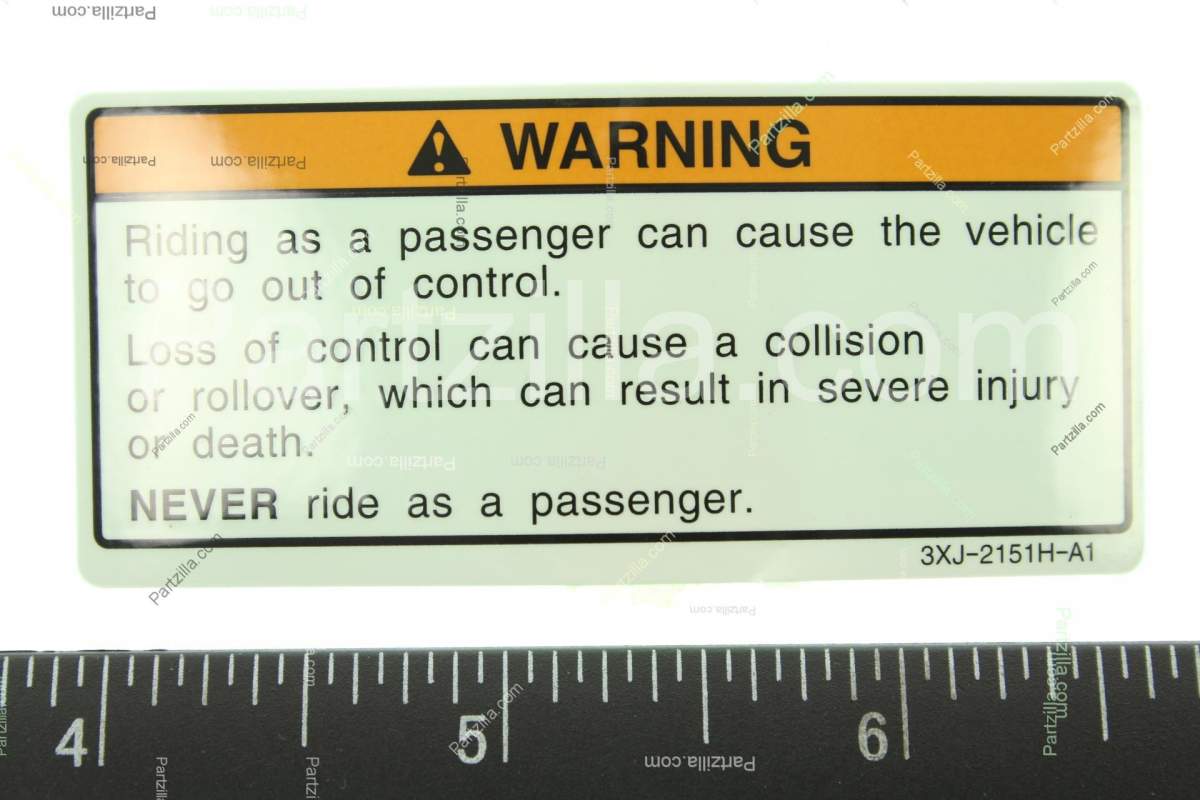 Partzilla.com
WARNING
Riding as a passenger can cause the vehicle
to go out of control.
Loss of control can cause a collision
or rollover, which can result in severe injury
or death.
NEVER ride as a passenger.
3XJ-2151H-A1
4 5 6